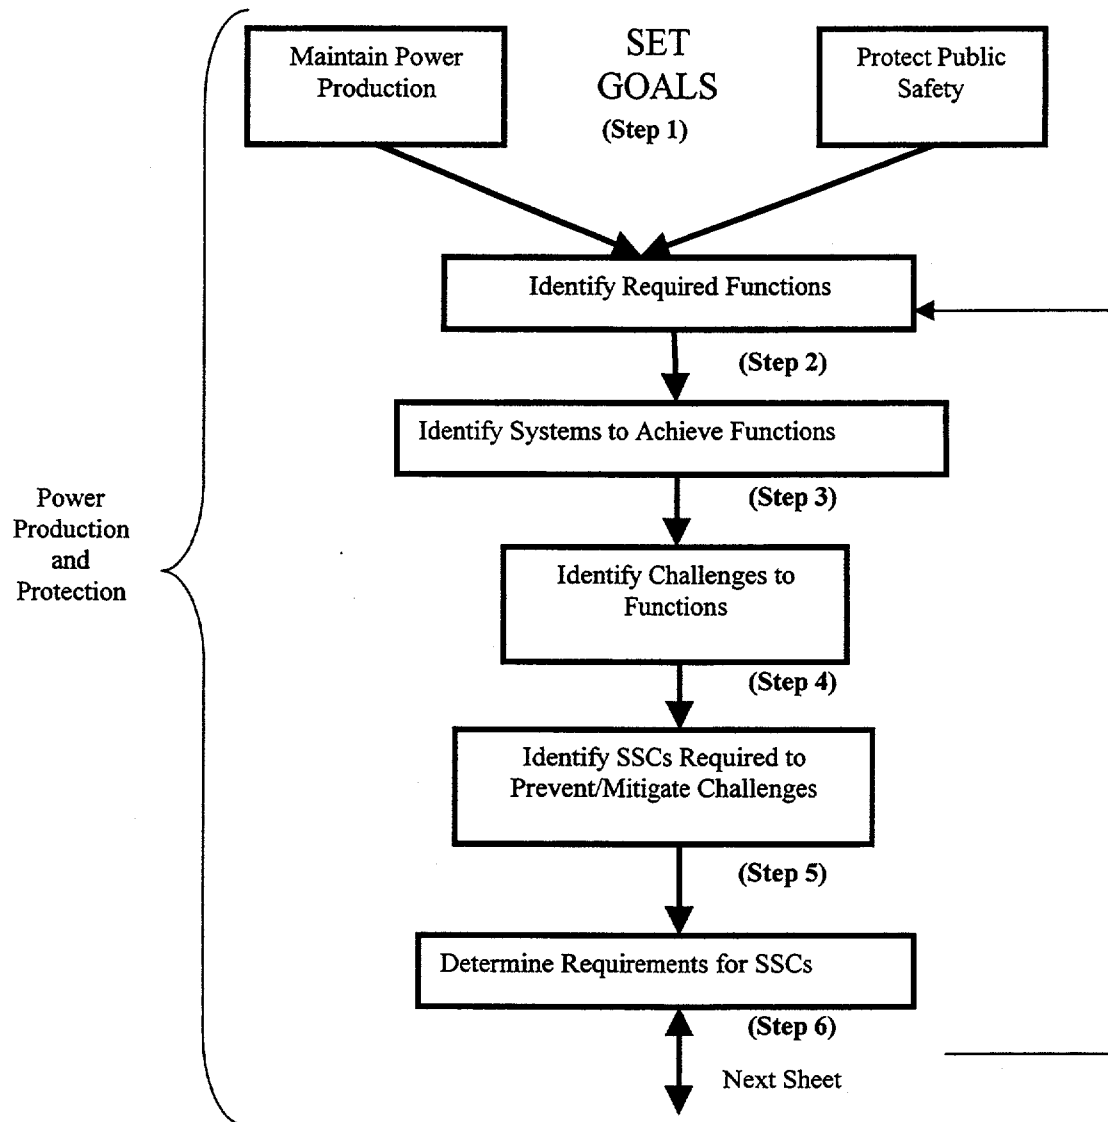 Maintain Power
Production
SET
GOALS
(Step 1)
Protect Public
Safety
Identify Required Functions
(Step 2)
Identify Systems to Achieve Functions
(Step 3)
Power
Production
and
Protection
Identify Challenges to
Functions
(Step 4)
Identify SSCs Required to
Prevent/Mitigate Challenges
(Step 5)
Determine Requirements for SSCs
(Step 6)
Next Sheet